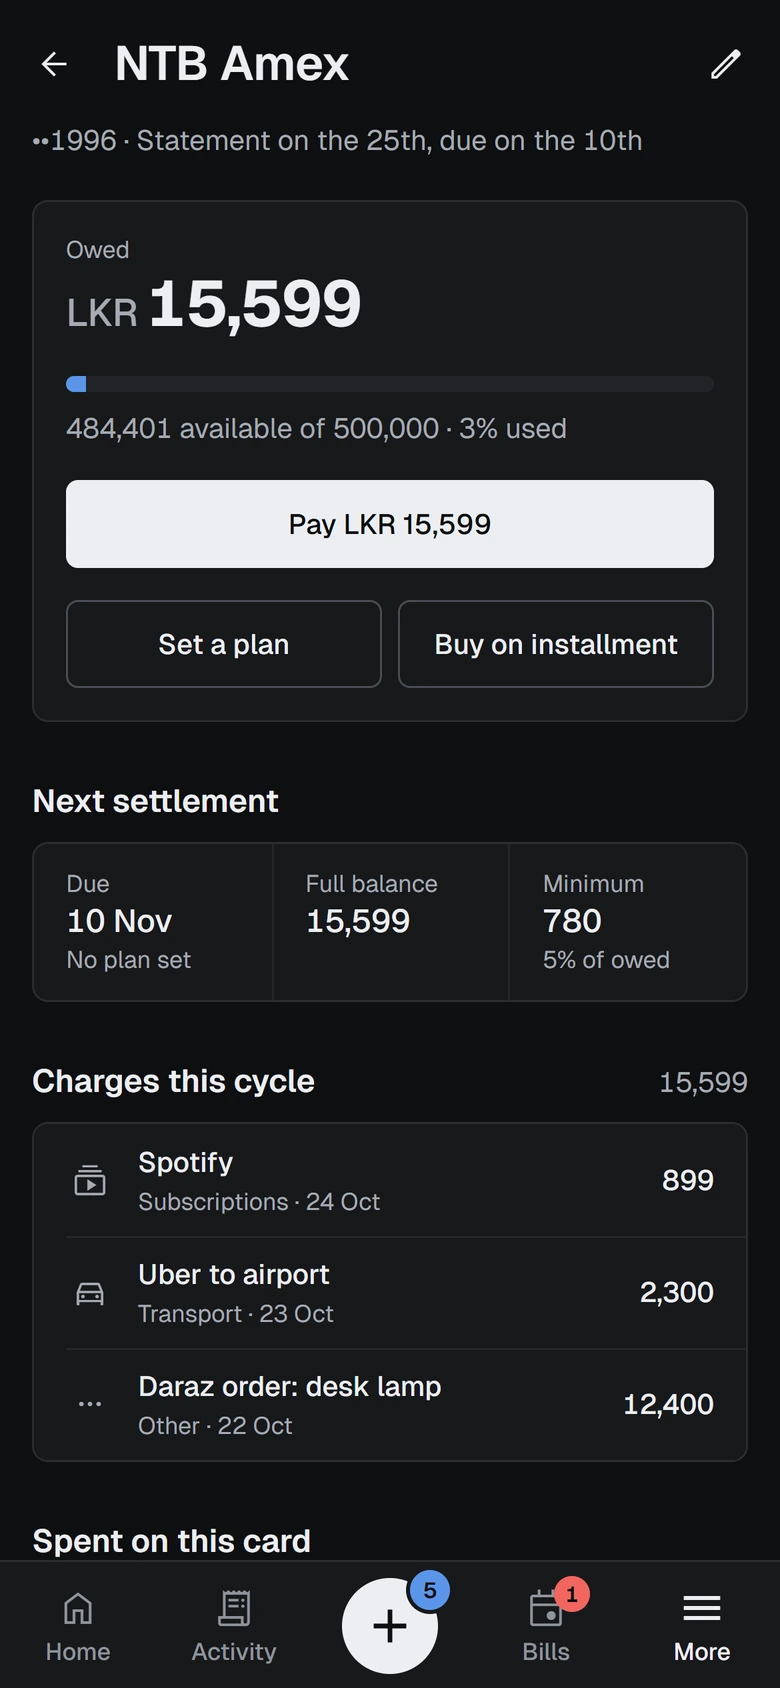 NTB Amex
••1996 · Statement on the 25th, due on the 10th
Owed
LKR 15,599
484,401 available of 500,000 · 3% used
Pay LKR 15,599
Set a plan
Buy on installment
Next settlement
Due
10 Nov
No plan set
Full balance
15,599
Minimum
780
5% of owed
Charges this cycle
15,599
Spotify
Subscriptions · 24 Oct
899
Uber to airport
Transport · 23 Oct
2,300
Daraz order: desk lamp
Other · 22 Oct
12,400
Spent on this card
Home
Activity
5
1
Bills
More